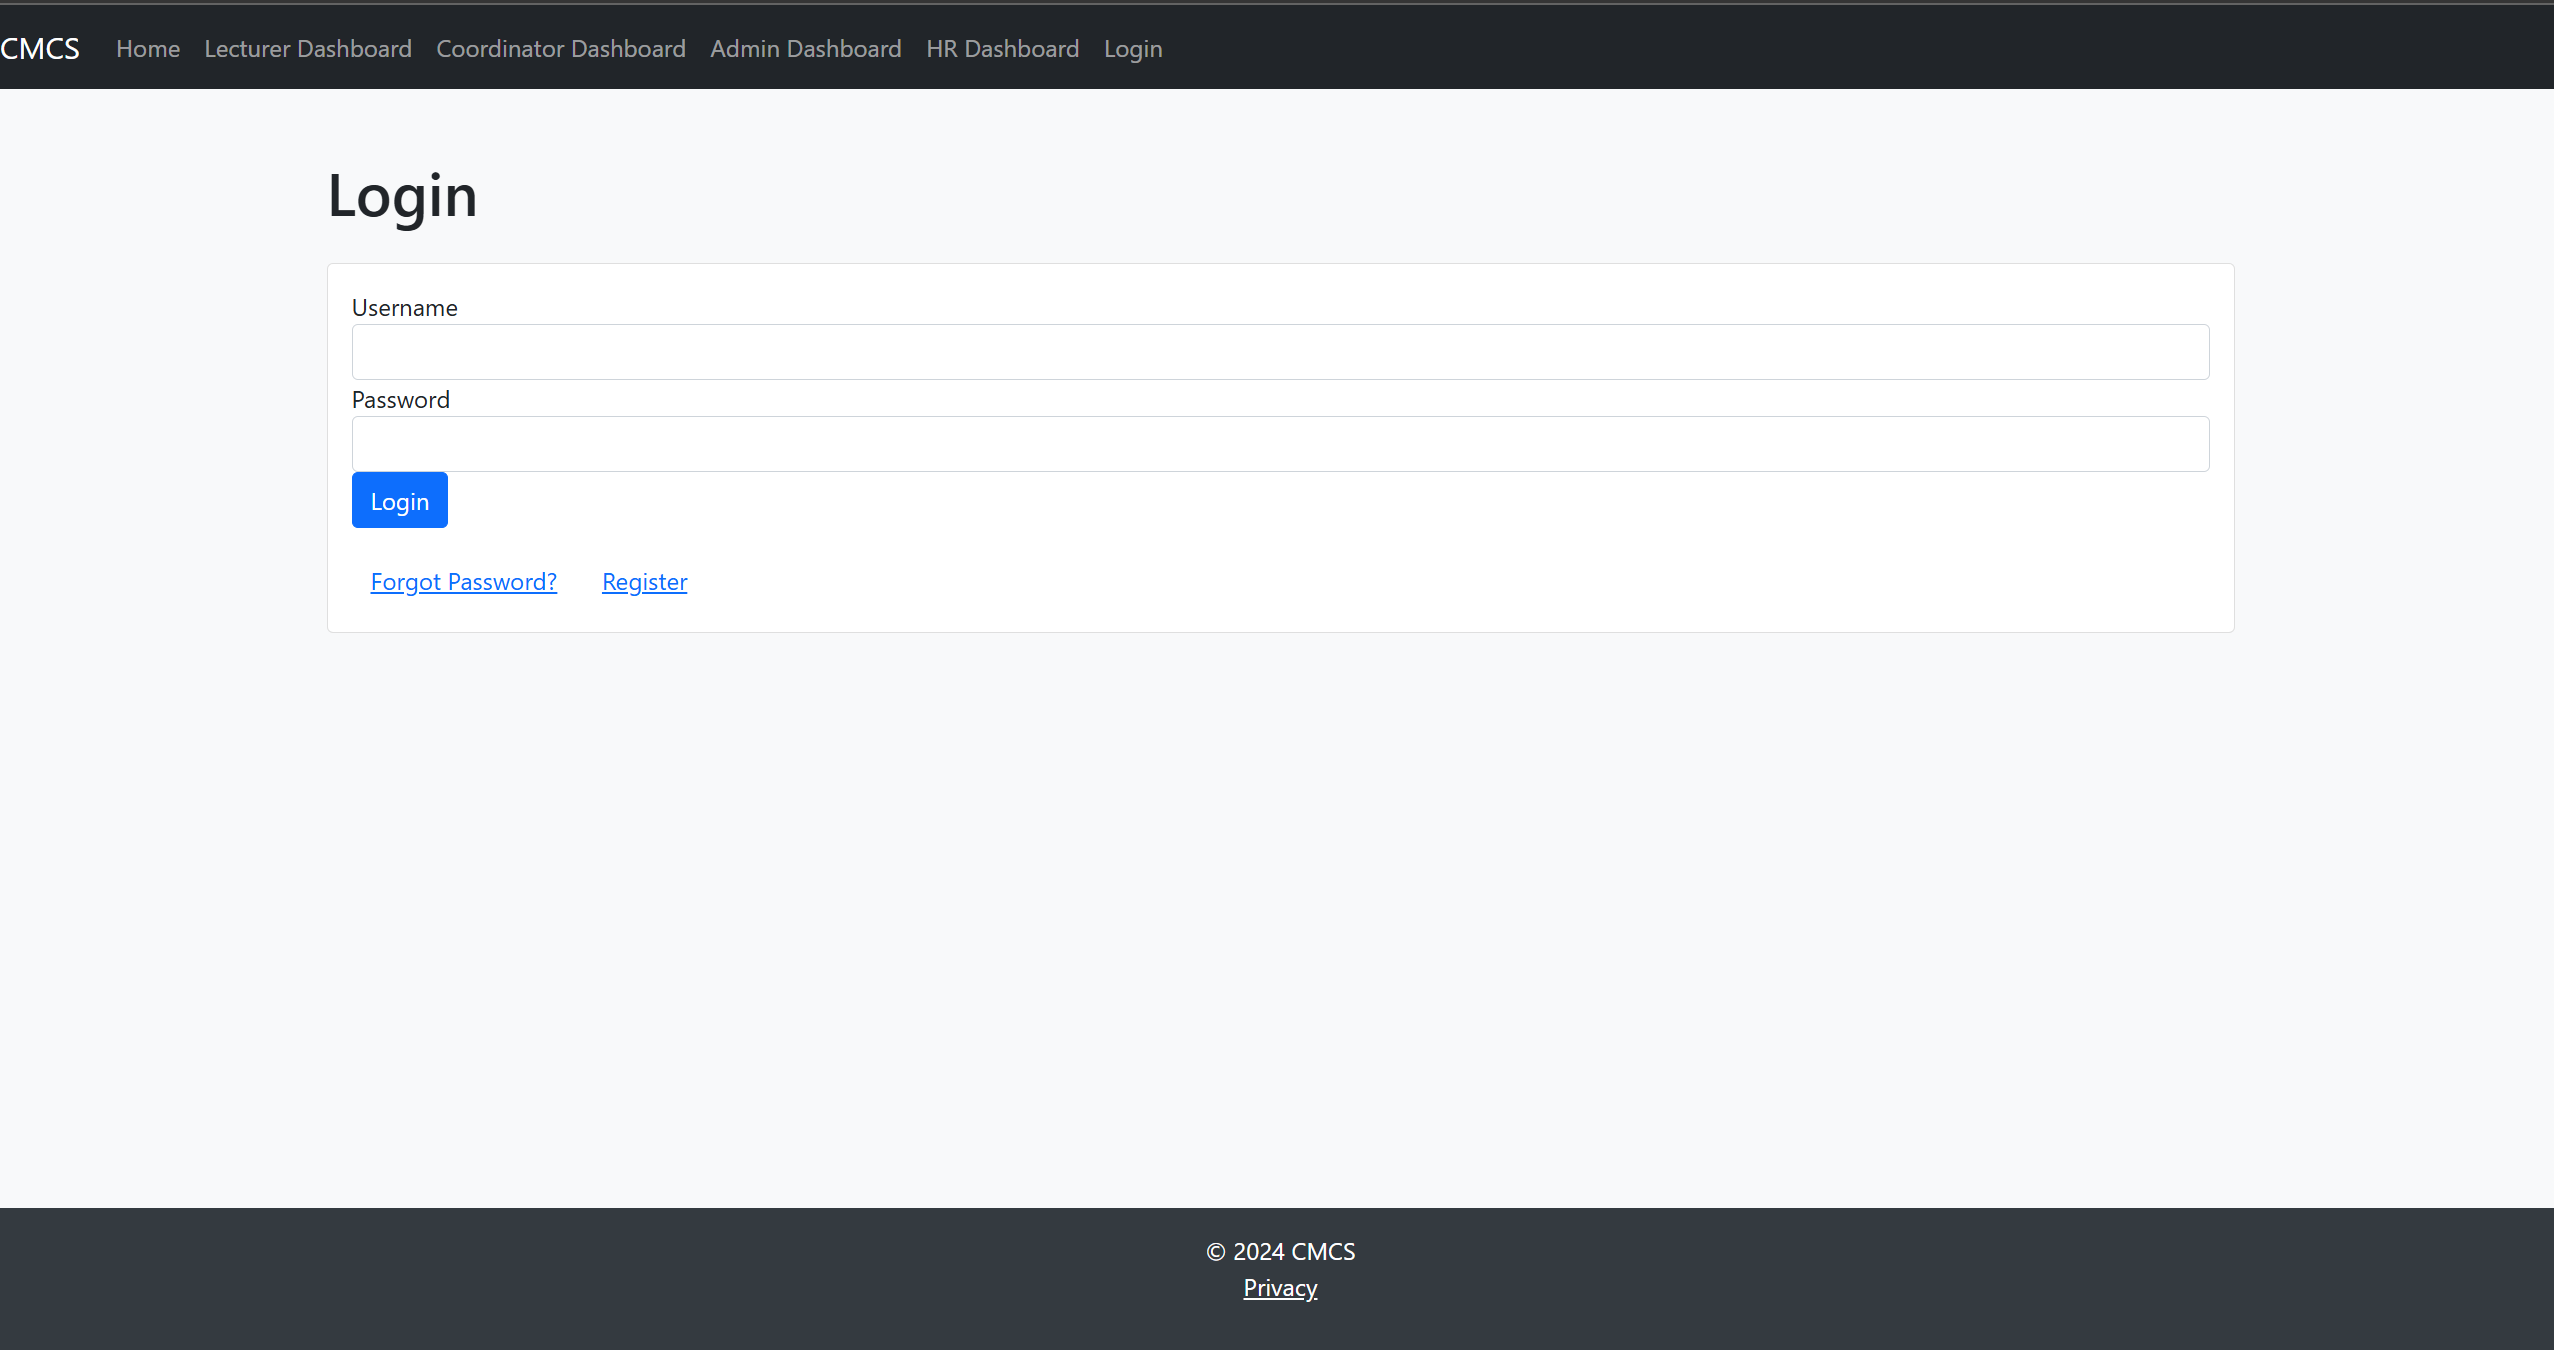 CMCS Home Lecturer Dashboard Coordinator Dashboard Admin Dashboard HR Dashboard Login
Login
Username
Password
Login
Forgot Password? Register
© 2024 CMCS
Privacy